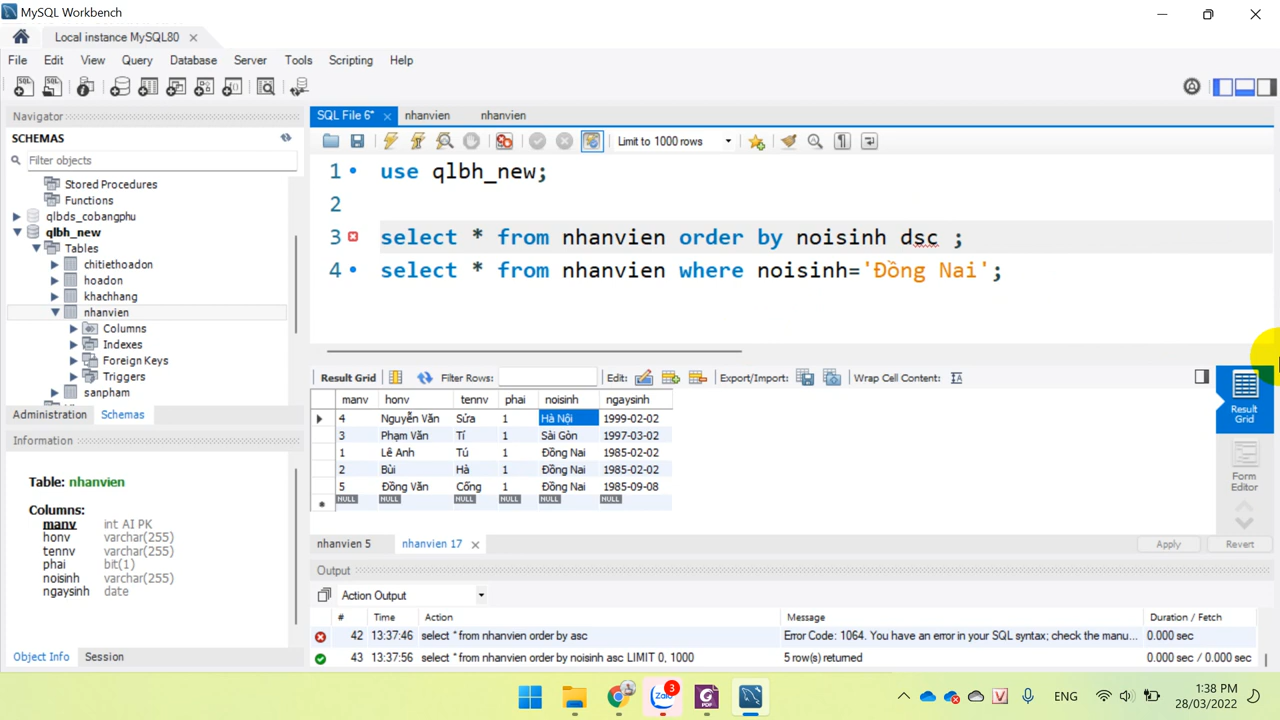 MySQL Workbench
Local instance MySQL80
File Edit View Query Database Server Tools Scripting Help
Navigator
SCHEMAS
Filter objects
Stored Procedures
Functions
qlbds_cobangphu
qlbh_new
Tables
chitiethoadon
hoadon
khachhang
nhanvien
Columns
Indexes
Foreign Keys
Triggers
sanpham
Administration Schemas
Information
Table: nhanvien
Columns:
manv int AI PK
honv varchar(255)
tennv varchar(255)
phai bit(1)
noisinh varchar(255)
ngaysinh date
Object Info Session
SQL File 6* nhanvien nhanvien
Limit to 1000 rows
1 use qlbh_new;
2
3 select * from nhanvien order by noisinh dsc ;
4 select * from nhanvien where noisinh='Đồng Nai';
Result Grid Filter Rows: Edit: Export/Import: Wrap Cell Content:
manv honv tennv phai noisinh ngaysinh
4 Nguyễn Văn Sửa 1 Hà Nội 1999-02-02
3 Phạm Văn Tí 1 Sài Gòn 1997-03-02
1 Lê Anh Tú 1 Đồng Nai 1985-02-02
2 Bùi Hà 1 Đồng Nai 1985-02-02
5 Đồng Văn Cống 1 Đồng Nai 1985-09-08
NULL NULL NULL NULL NULL NULL
Result Grid
Form Editor
nhanvien 5 nhanvien 17 Apply Revert
Output
Action Output
# Time Action Message Duration / Fetch
42 13:37:46 select * from nhanvien order by asc Error Code: 1064. You have an error in your SQL syntax; check the manu... 0.000 sec
43 13:37:56 select * from nhanvien order by noisinh asc LIMIT 0, 1000 5 row(s) returned 0.000 sec / 0.000 sec
3
PDF
ENG
1:38 PM
28/03/2022